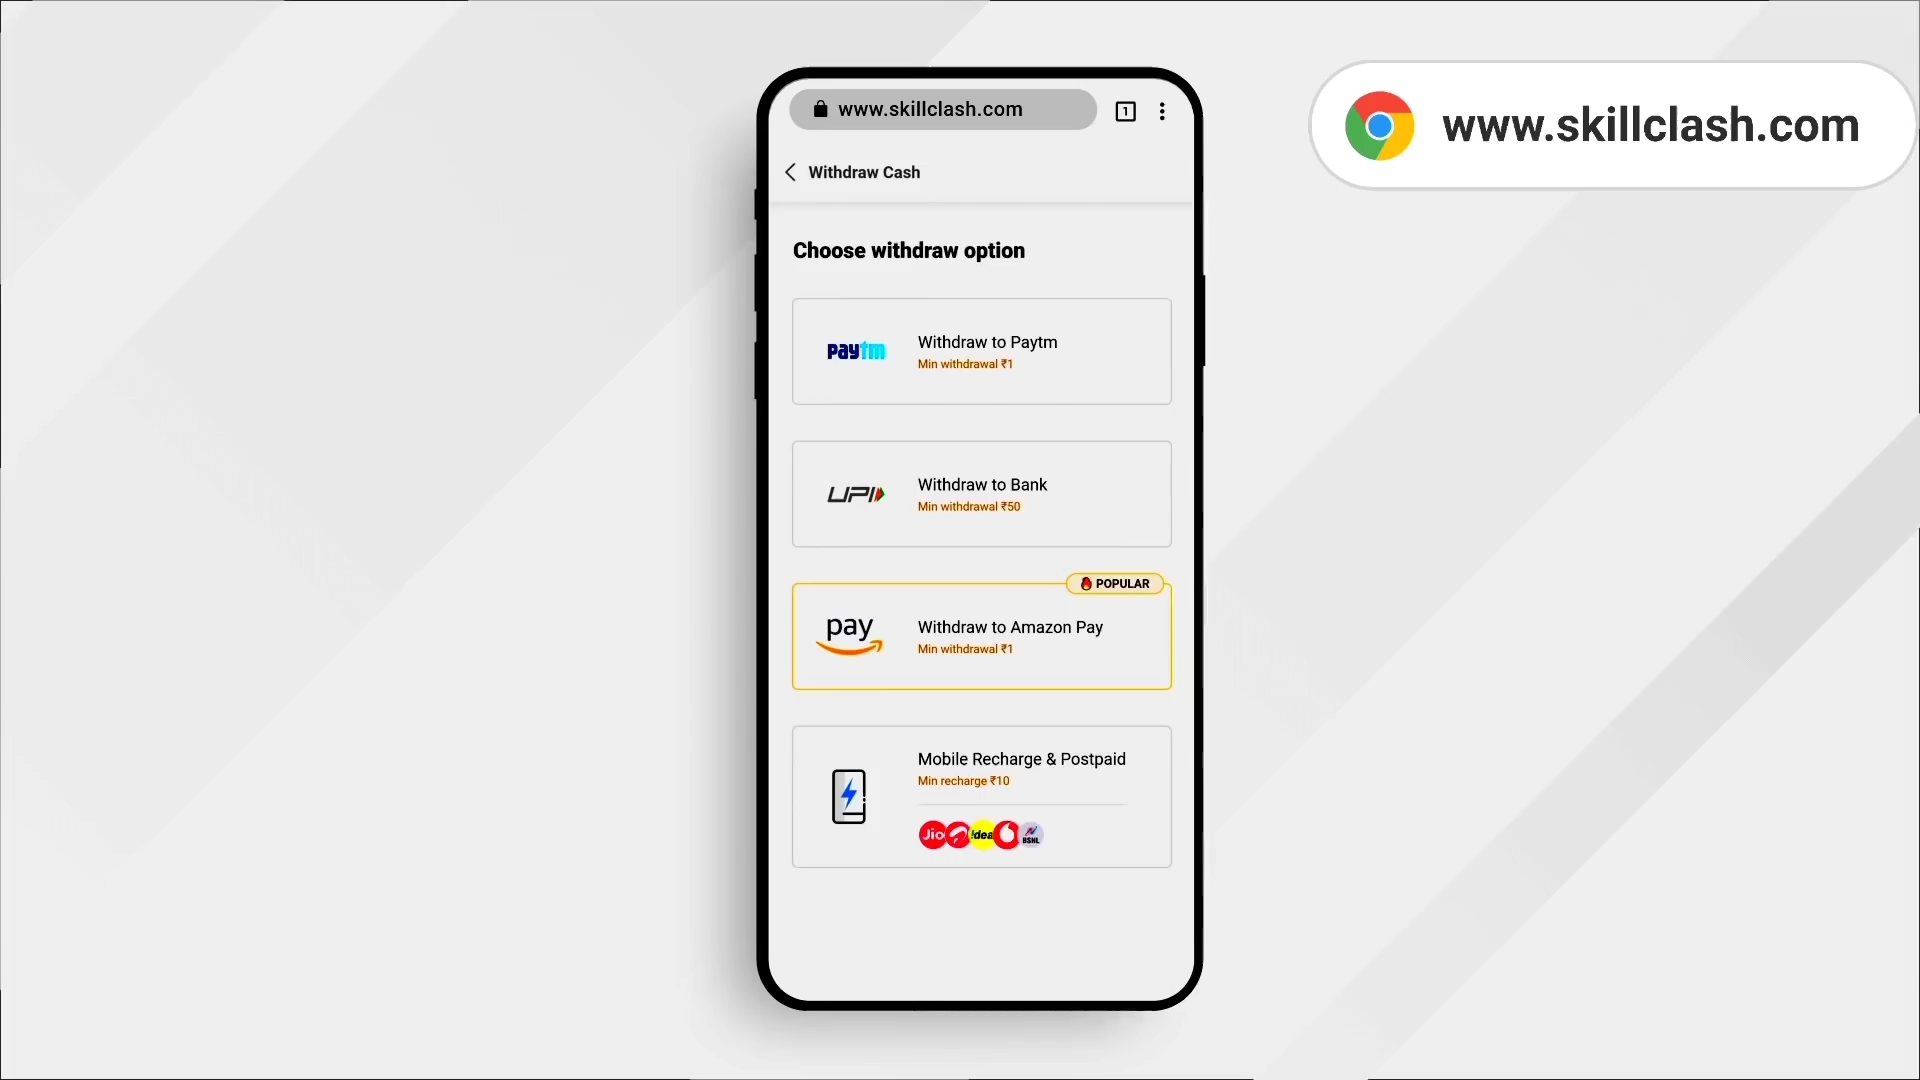 www.skillclash.com
1
www.skillclash.com
Withdraw Cash
Choose withdraw option
paytm
Withdraw to Paytm
Min withdrawal ₹1
UPI
Withdraw to Bank
Min withdrawal ₹50
POPULAR
pay
Withdraw to Amazon Pay
Min withdrawal ₹1
Mobile Recharge & Postpaid
Min recharge ₹10
Jio
!dea
BSNL